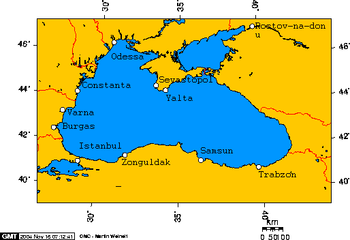 30° 35° 40°
Rostov-na-don
u
46° 46°
Odessa
Sevastopol
Constanta
Yalta
44° 44°
Varna
Burgas
42° 42°
Istanbul
Samsun
Zonguldak
40° Trabzon 40°
30° 35° 40°
km
0 50 100
GMT 2004 Nov 16 07:12:41 OMC - Martin Weinelt